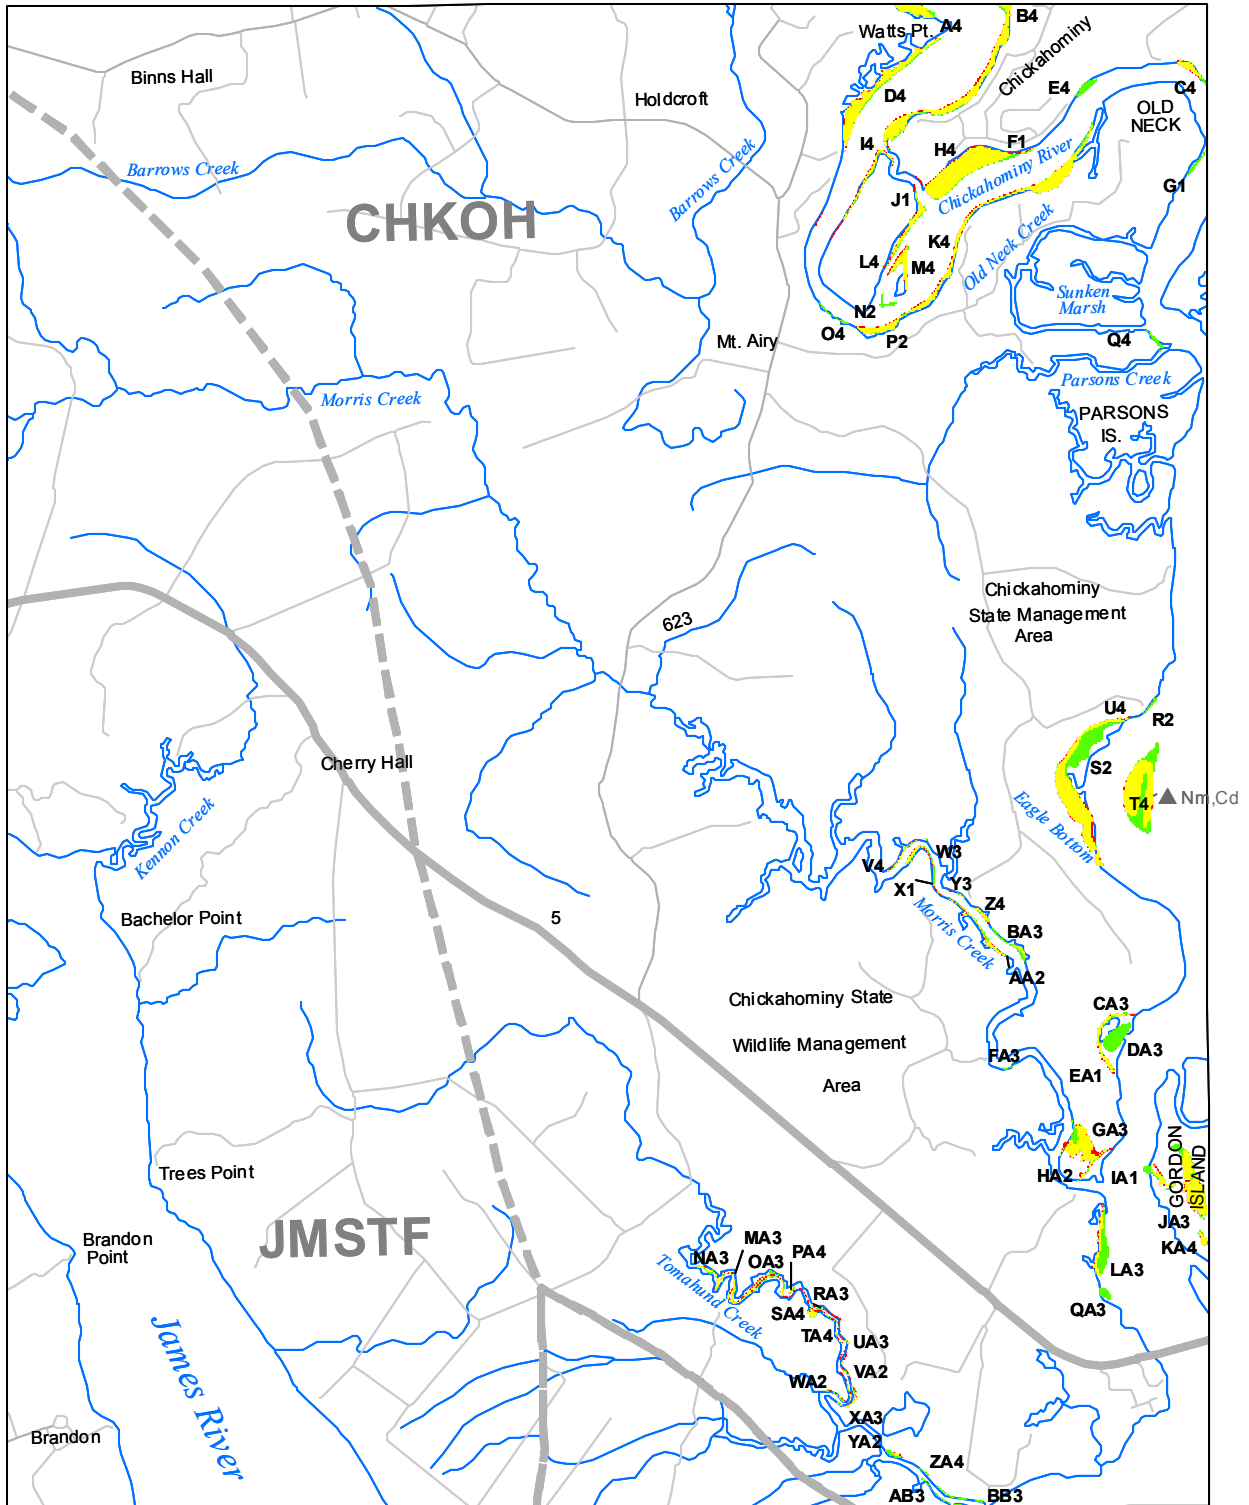 B4
Watts Pt.
A4
Chickahominy
Binns Hall
E4
C4
D4
Holdcroft
OLD
NECK
I4
H4
F1
Barrows Creek
Barrows Creek
Chickahominy River
G1
J1
CHKOH
K4
Old Neck Creek
L4
M4
Sunken
Marsh
N2
O4
P2
Q4
Mt. Airy
Parsons Creek
Morris Creek
PARSONS
IS.
Chickahominy
State Management
Area
623
U4
R2
Cherry Hall
S2
T4
Nm,Cd
Eagle Bottom
Kennon Creek
V4
W3
X1
Y3
Z4
Morris Creek
Bachelor Point
5
BA3
AA2
Chickahominy State
Wildlife Management
Area
CA3
DA3
FA3
EA1
GA3
HA2
IA1
GORDON
ISLAND
Trees Point
JA3
KA4
Brandon
Point
JMSTF
MA3
NA3
OA3
PA4
LA3
Tomahund Creek
RA3
SA4
QA3
TA4
UA3
VA2
WA2
James River
XA3
Brandon
YA2
ZA4
AB3
BB3